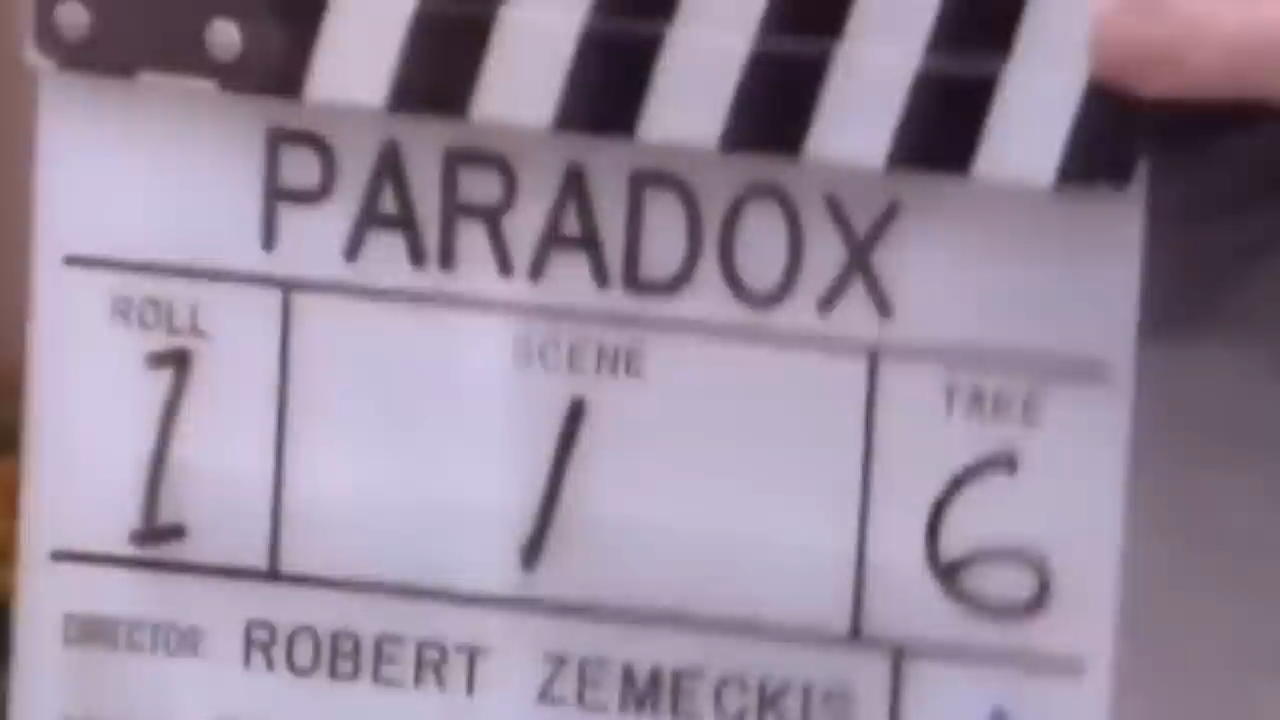 PARADOX
ROLL SCENE TAKE
1 1 6
DIRECTOR ROBERT ZEMECKIS